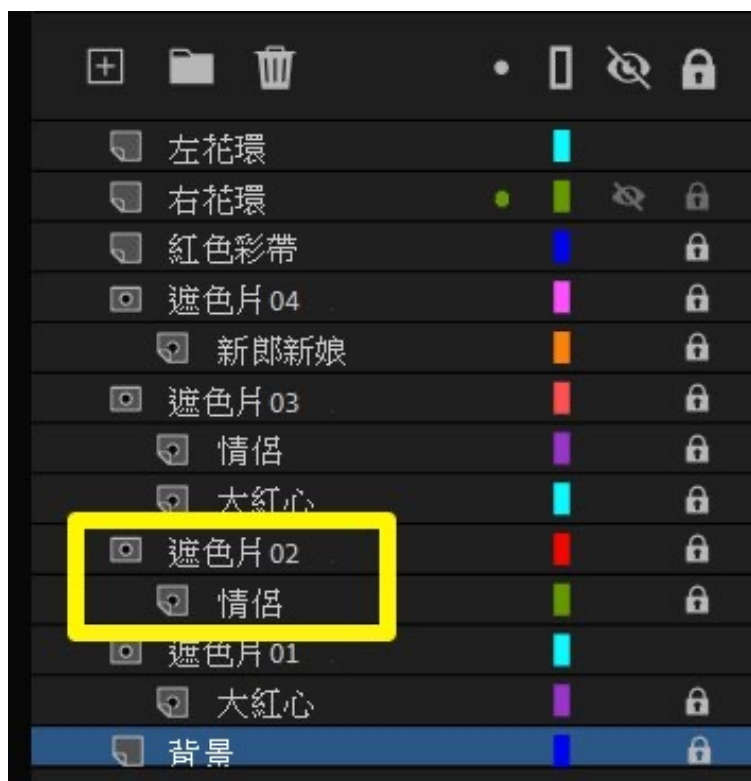 左花環
右花環
紅色彩帶
遮色片04
新郎新娘
遮色片03
情侶
大紅心
遮色片02
情侶
遮色片01
大紅心
背景